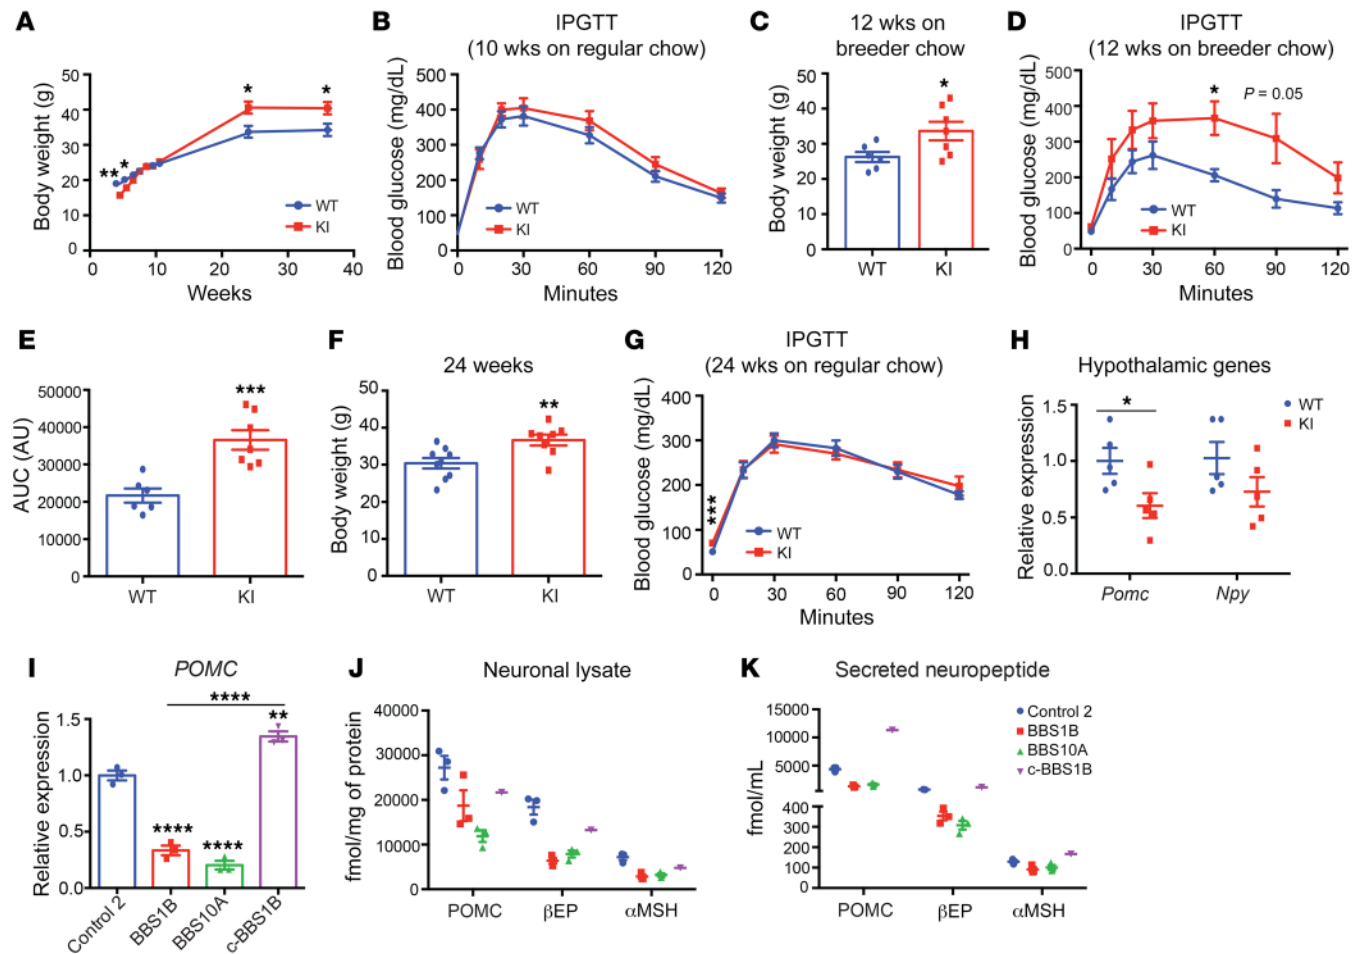 A
Body weight (g)
50
40
30
20
10
0
**
*
*
*
WT
KI
0
10
20
30
40
Weeks
B
IPGTT
(10 wks on regular chow)
Blood glucose (mg/dL)
500
400
300
200
100
0
WT
KI
0
30
60
90
120
Minutes
C
12 wks on
breeder chow
Body weight (g)
50
40
30
20
10
0
*
WT
KI
D
IPGTT
(12 wks on breeder chow)
Blood glucose (mg/dL)
500
400
300
200
100
0
*
P = 0.05
WT
KI
0
30
60
90
120
Minutes
E
AUC (AU)
50000
40000
30000
20000
10000
0
***
WT
KI
F
24 weeks
Body weight (g)
50
40
30
20
10
0
**
WT
KI
G
IPGTT
(24 wks on regular chow)
Blood glucose (mg/dL)
400
300
200
100
0
***
WT
KI
0
30
60
90
120
Minutes
H
Hypothalamic genes
Relative expression
1.5
1.0
0.5
0.0
*
WT
KI
Pomc
Npy
I
POMC
Relative expression
1.5
1.0
0.5
0.0
****
**
****
****
Control 2
BBS1B
BBS10A
c-BBS1B
J
Neuronal lysate
fmol/mg of protein
40000
30000
20000
10000
0
POMC
βEP
αMSH
K
Secreted neuropeptide
fmol/mL
15000
10000
5000
400
300
200
100
0
Control 2
BBS1B
BBS10A
c-BBS1B
POMC
βEP
αMSH